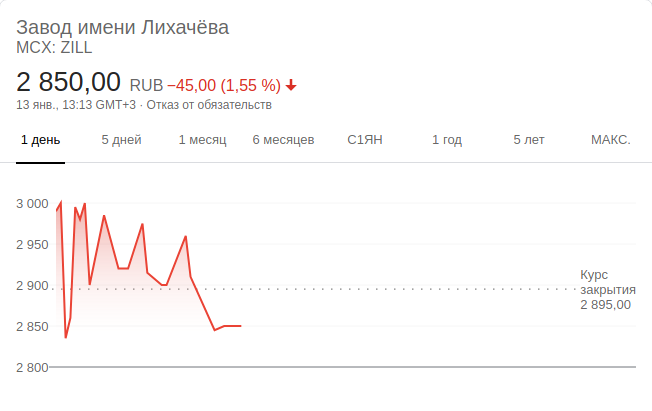 Завод имени Лихачёва
MCX: ZILL
2 850,00 RUB −45,00 (1,55 %)
13 янв., 13:13 GMT+3 · Отказ от обязательств
1 день 5 дней 1 месяц 6 месяцев С1ЯН 1 год 5 лет МАКС.
3 000
2 950
2 900
2 850
2 800
Курс
закрытия
2 895,00